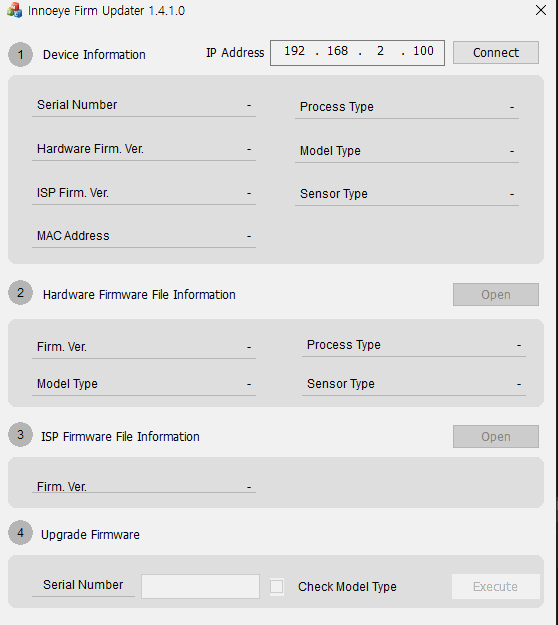 Innoeye Firm Updater 1.4.1.0
1 Device Information IP Address 192 . 168 . 2 . 100 Connect
Serial Number - Process Type -
Hardware Firm. Ver. - Model Type -
ISP Firm. Ver. - Sensor Type -
MAC Address -
2 Hardware Firmware File Information Open
Firm. Ver. - Process Type -
Model Type - Sensor Type -
3 ISP Firmware File Information Open
Firm. Ver. -
4 Upgrade Firmware
Serial Number Check Model Type Execute